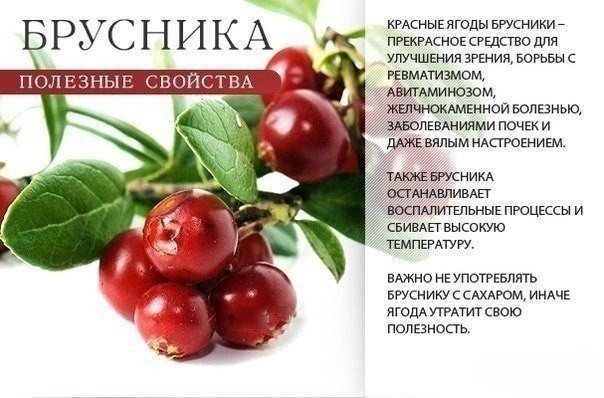 БРУСНИКА
ПОЛЕЗНЫЕ СВОЙСТВА
КРАСНЫЕ ЯГОДЫ БРУСНИКИ –
ПРЕКРАСНОЕ СРЕДСТВО ДЛЯ
УЛУЧШЕНИЯ ЗРЕНИЯ, БОРЬБЫ С
РЕВМАТИЗМОМ,
АВИТАМИНОЗОМ,
ЖЕЛЧНОКАМЕННОЙ БОЛЕЗНЬЮ,
ЗАБОЛЕВАНИЯМИ ПОЧЕК И
ДАЖЕ ВЯЛЫМ НАСТРОЕНИЕМ.
ТАКЖЕ БРУСНИКА
ОСТАНАВЛИВАЕТ
ВОСПАЛИТЕЛЬНЫЕ ПРОЦЕССЫ И
СБИВАЕТ ВЫСОКУЮ
ТЕМПЕРАТУРУ.
ВАЖНО НЕ УПОТРЕБЛЯТЬ
БРУСНИКУ С САХАРОМ, ИНАЧЕ
ЯГОДА УТРАТИТ СВОЮ
ПОЛЕЗНОСТЬ.